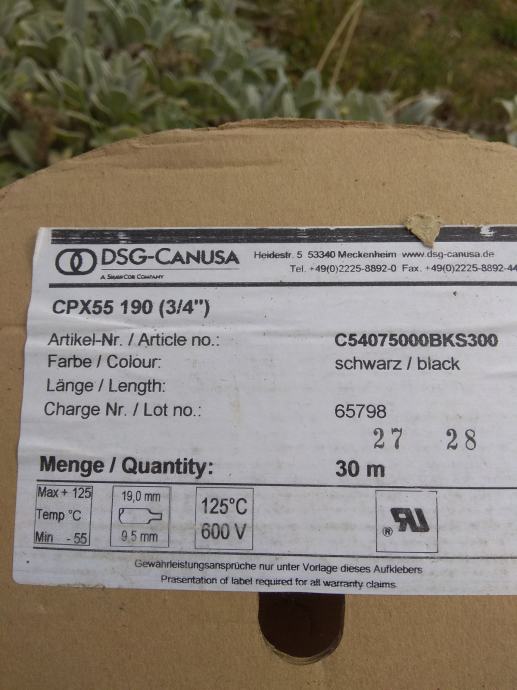 DSG-CANUSA
A SHAWCOR COMPANY
Heidestr. 5 53340 Meckenheim www.dsg-canusa.de
Tel. +49(0)2225-8892-0 Fax. +49(0)2225-8892-44
CPX55 190 (3/4")
Artikel-Nr. / Article no.: C54075000BKS300
Farbe / Colour: schwarz / black
Länge / Length:
Charge Nr. / Lot no.: 65798
27 28
Menge / Quantity: 30 m
Max + 125
Temp °C
Min - 55
19,0 mm
9,5 mm
125°C
600 V
RU ®
Gewährleistungsansprüche nur unter Vorlage dieses Aufklebers
Prasentation of label required for all warranty claims.